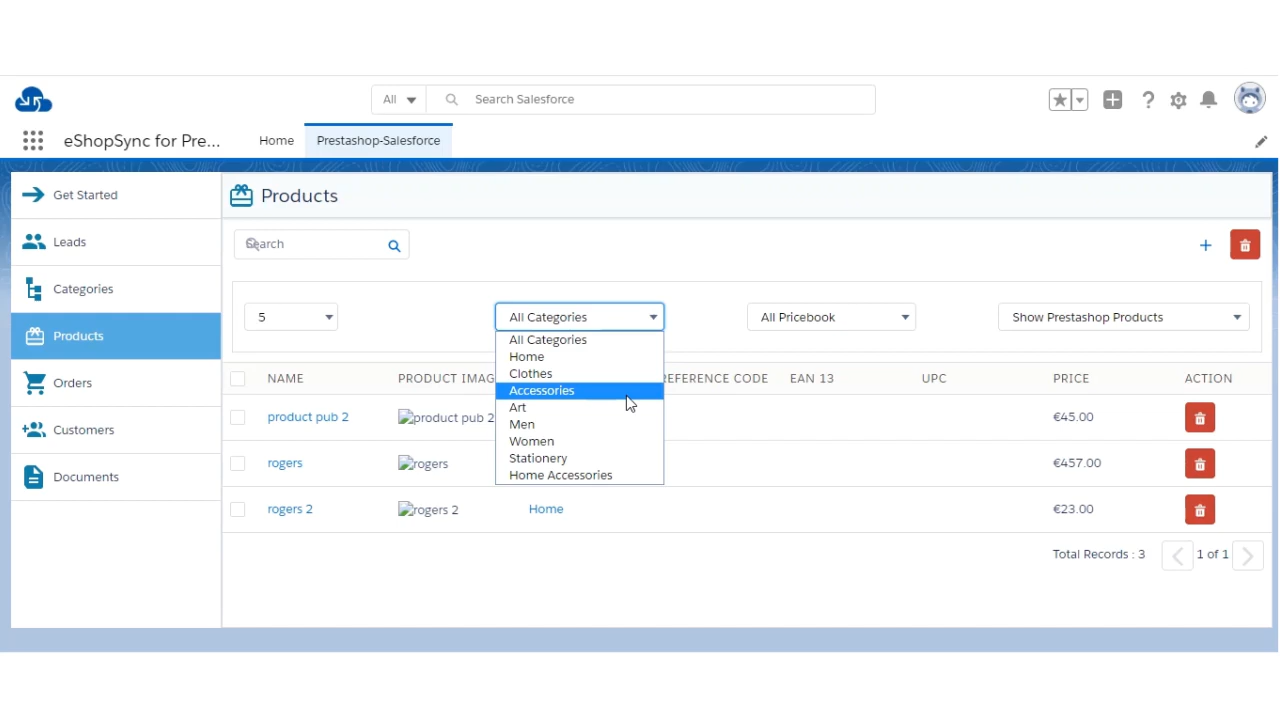 All
Search Salesforce
eShopSync for Pre...
Home
Prestashop-Salesforce
Get Started
Leads
Categories
Products
Orders
Customers
Documents
Products
Search
5
All Categories
All Pricebook
Show Prestashop Products
All Categories
Home
Clothes
Accessories
Art
Men
Women
Stationery
Home Accessories
NAME PRODUCT IMAG REFERENCE CODE EAN 13 UPC PRICE ACTION
product pub 2 product pub 2 €45.00
rogers rogers €457.00
rogers 2 rogers 2 Home €23.00
Total Records : 3 1 of 1